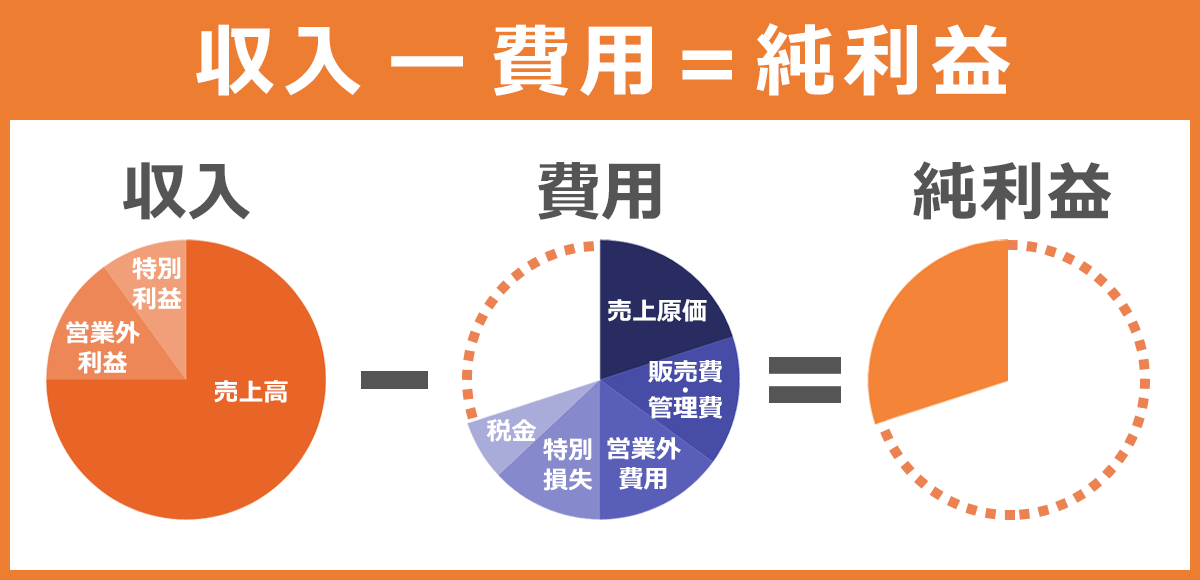 収入－費用＝純利益
収入
費用
純利益
特別
利益
営業外
利益
売上高
－
売上原価
販売費
・
管理費
営業外
費用
特別
損失
税金
＝